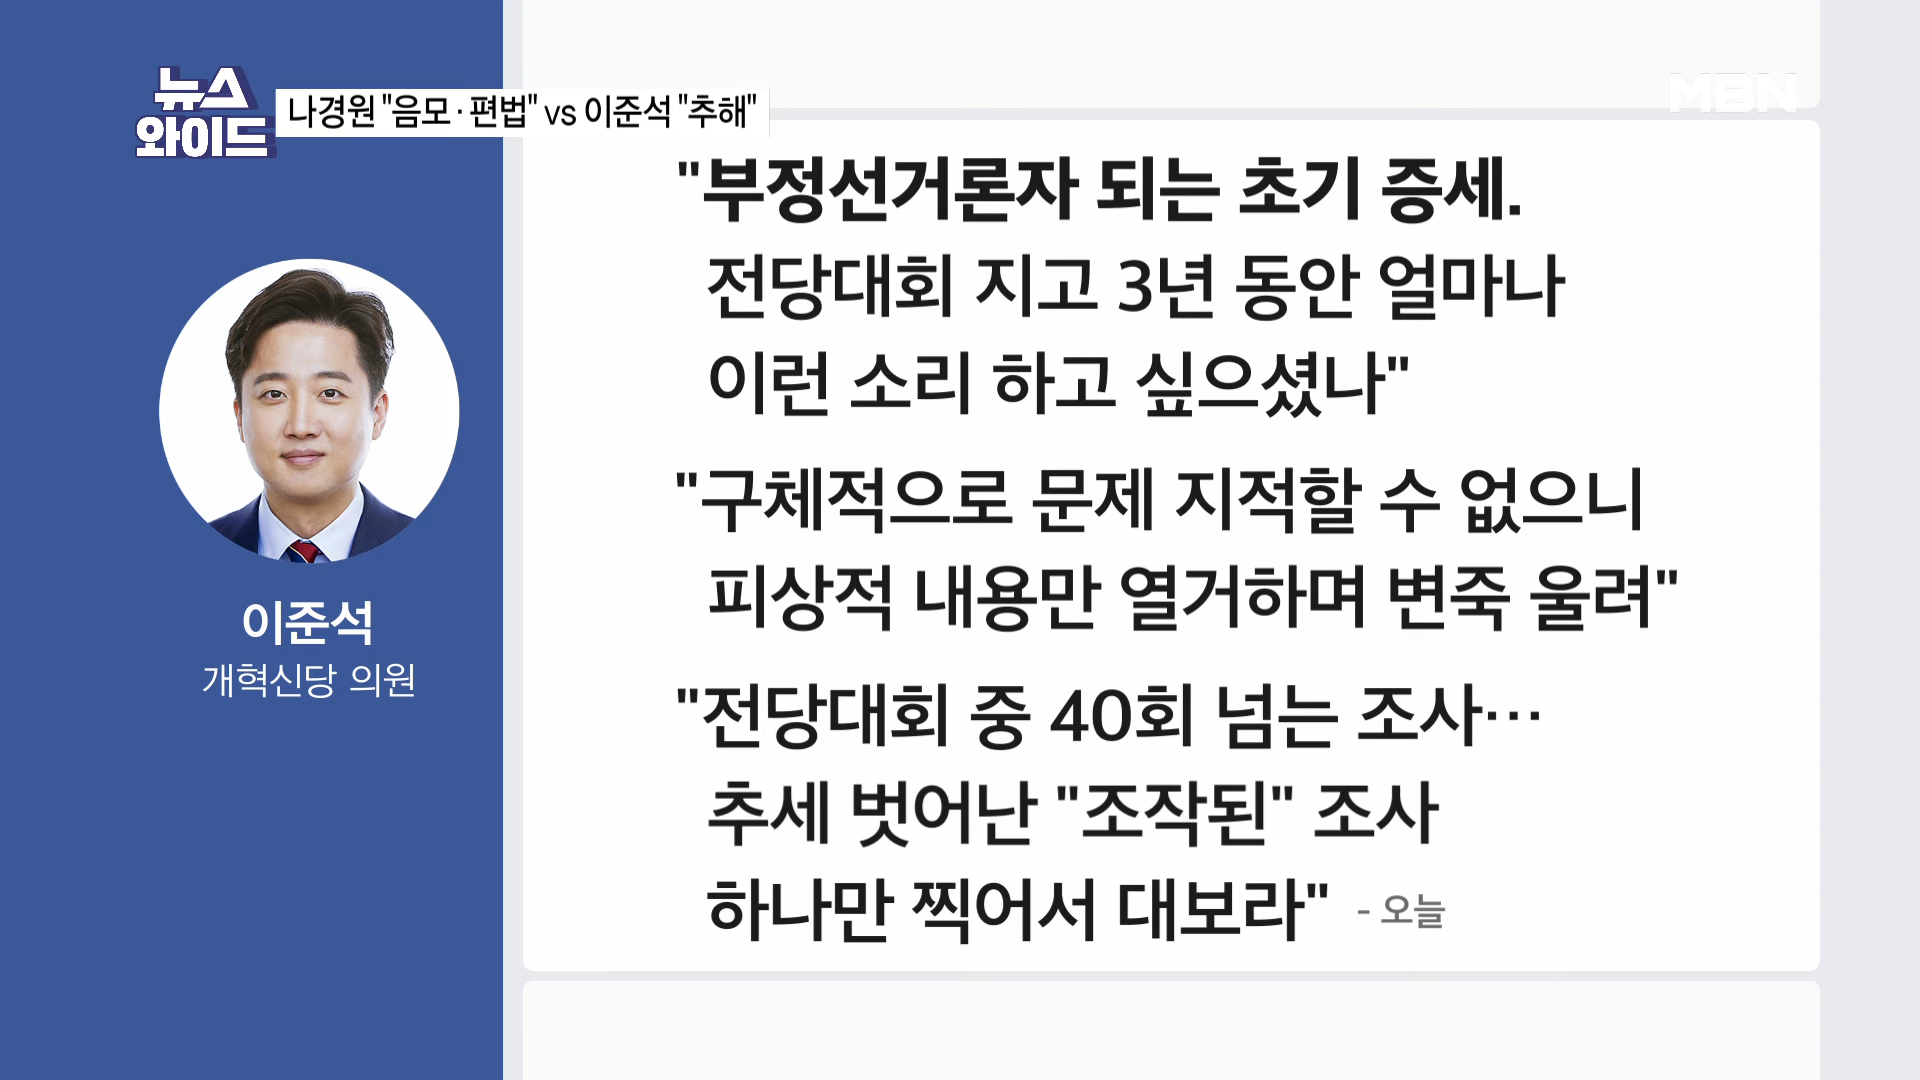 뉴스
와이드
나경원 "음모·편법" vs 이준석 "추해"
MBN
"부정선거론자 되는 초기 증세.
전당대회 지고 3년 동안 얼마나
이런 소리 하고 싶으셨나"
"구체적으로 문제 지적할 수 없으니
피상적 내용만 열거하며 변죽 울려"
"전당대회 중 40회 넘는 조사…
추세 벗어난 "조작된" 조사
하나만 찍어서 대보라" - 오늘
이준석
개혁신당 의원